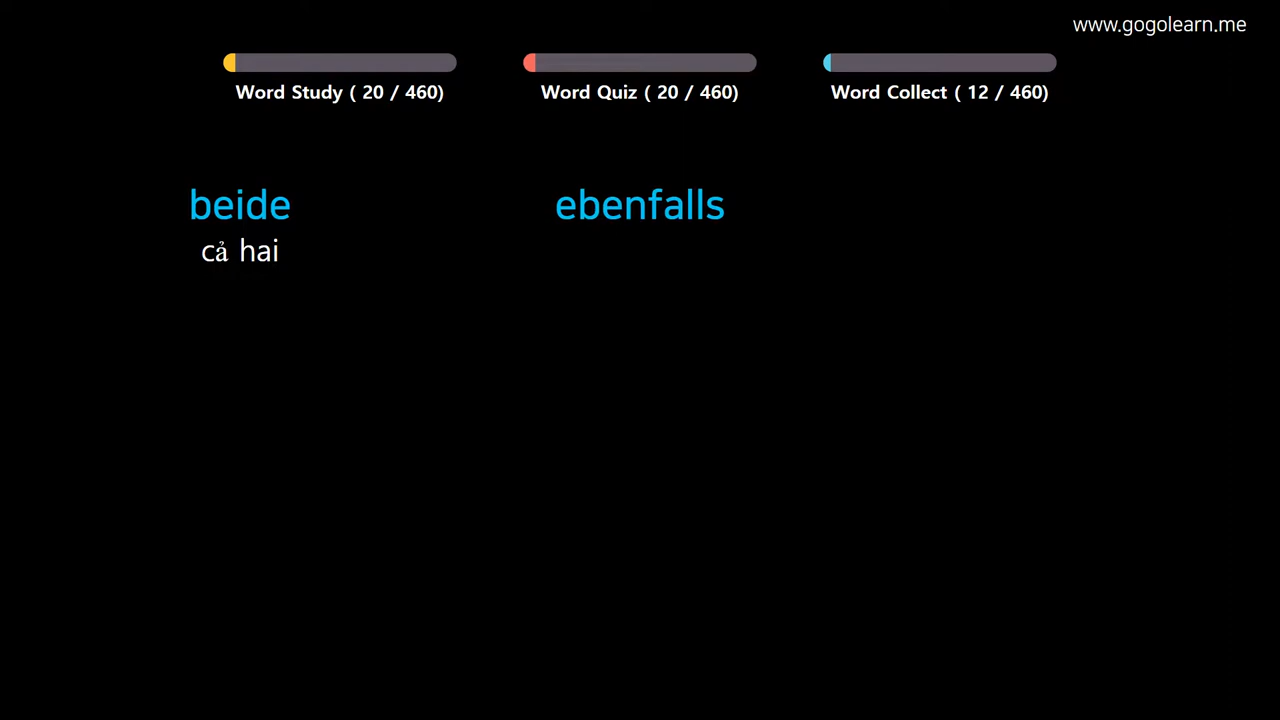 www.gogolearn.me
Word Study ( 20 / 460)
Word Quiz ( 20 / 460)
Word Collect ( 12 / 460)
beide
cả hai
ebenfalls